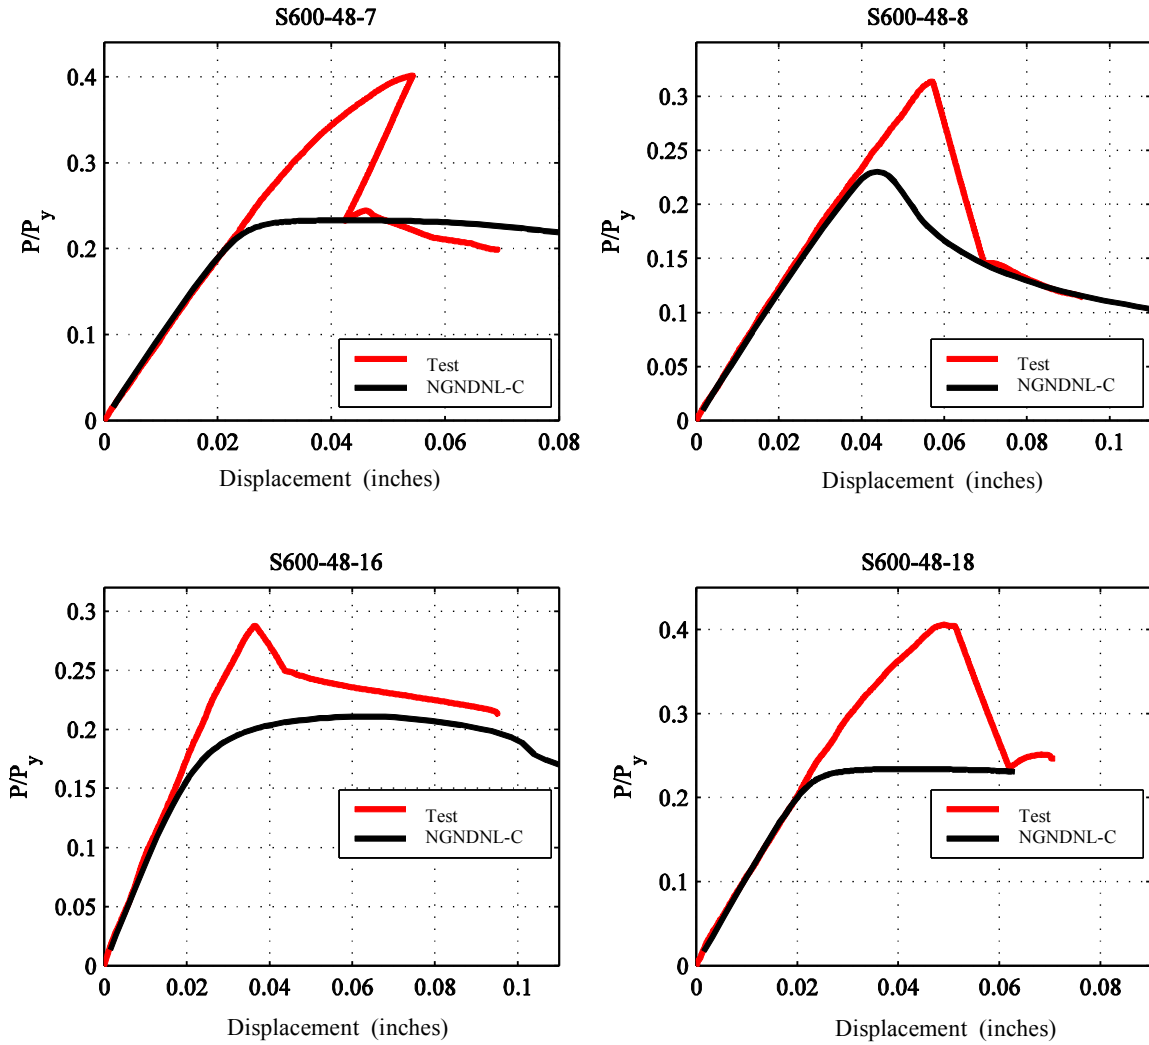 S600-48-7
0.4
0.3
0.2
0.1
0
P/Py
0 0.02 0.04 0.06 0.08
Displacement (inches)
Test
NGNDNL-C
S600-48-8
0.3
0.25
0.2
0.15
0.1
0.05
0
P/Py
0 0.02 0.04 0.06 0.08 0.1
Displacement (inches)
Test
NGNDNL-C
S600-48-16
0.3
0.25
0.2
0.15
0.1
0.05
0
P/Py
0 0.02 0.04 0.06 0.08 0.1
Displacement (inches)
Test
NGNDNL-C
S600-48-18
0.4
0.3
0.2
0.1
0
P/Py
0 0.02 0.04 0.06 0.08
Displacement (inches)
Test
NGNDNL-C